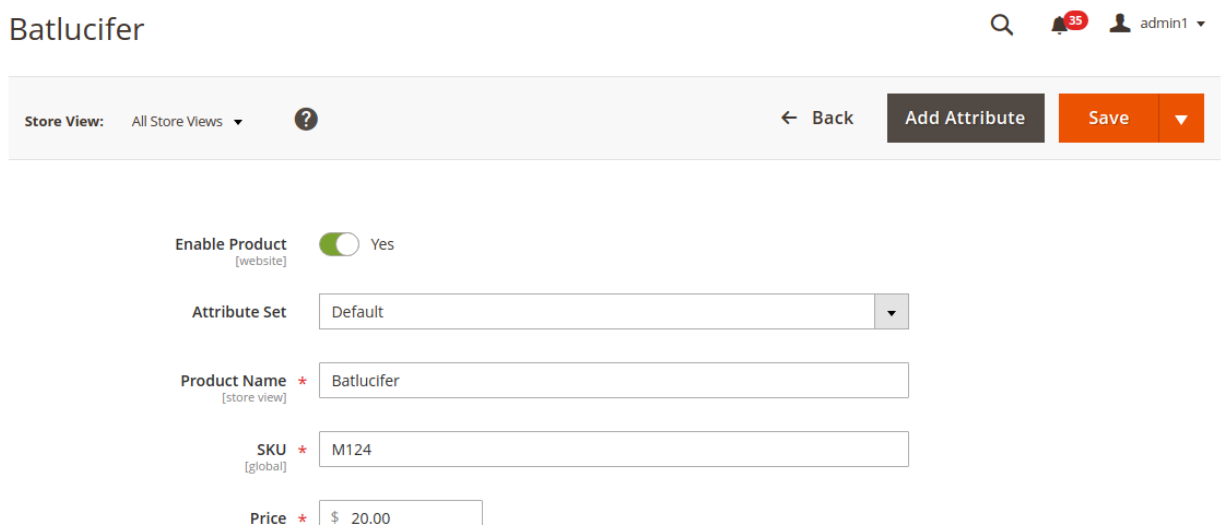 Batlucifer
35
admin1
Store View: All Store Views ?
← Back Add Attribute Save
Enable Product Yes
[website]
Attribute Set Default
Product Name * Batlucifer
[store view]
SKU * M124
[global]
Price * $ 20.00